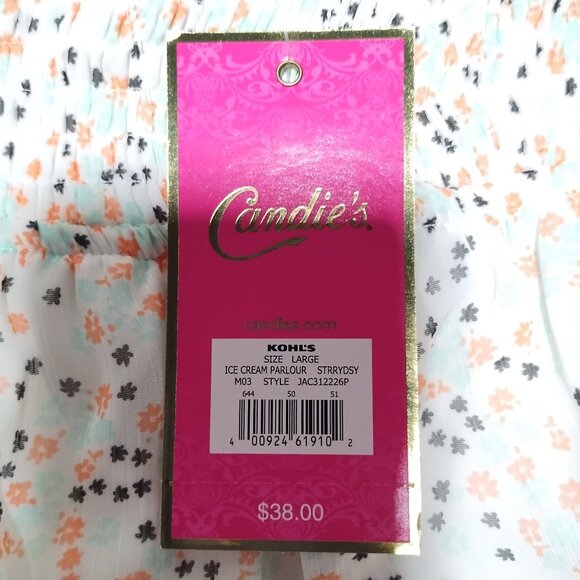 Candie's.
candies.com
KOHL'S
SIZE LARGE
ICE CREAM PARLOUR STRRYDSY
M03 STYLE JAC312226P
644 50 51
4 00924 61910 2
$38.00